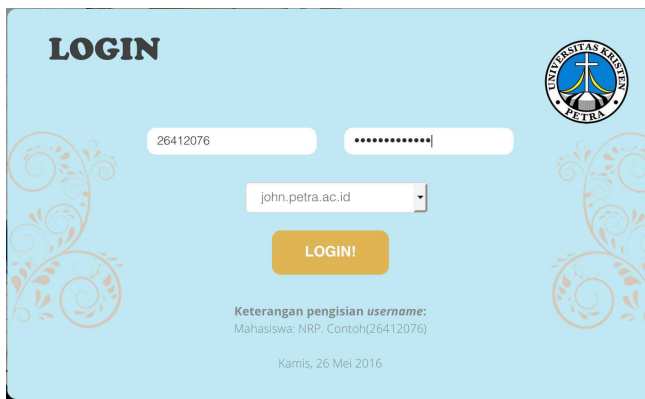 LOGIN
UNIVERSITAS KRISTEN
PETRA
26412076
•••••••••••••
john.petra.ac.id
LOGIN!
Keterangan pengisian username:
Mahasiswa: NRP. Contoh(26412076)
Kamis, 26 Mei 2016